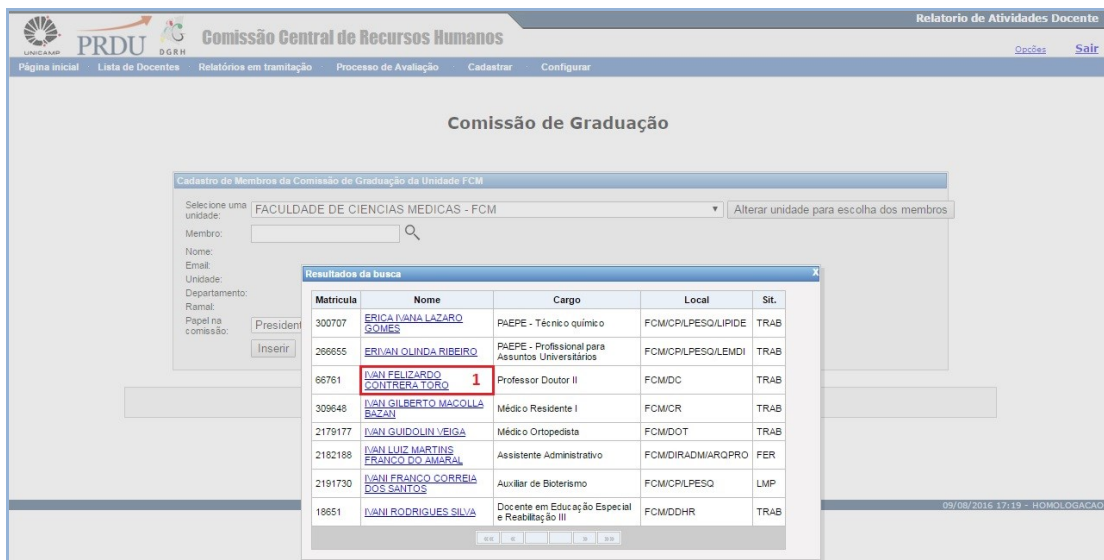 Relatorio de Atividades Docente
UNICAMP
PRDU
DGRH
Comissão Central de Recursos Humanos
Opções Sair
Página inicial Lista de Docentes Relatórios em tramitação Processo de Avaliação Cadastrar Configurar
Comissão de Graduação
Cadastro de Membros da Comissão de Graduação da Unidade FCM
Selecione uma
unidade:
FACULDADE DE CIENCIAS MEDICAS - FCM
Alterar unidade para escolha dos membros
Membro:
Nome:
Email:
Unidade:
Departamento:
Ramal:
Papel na
comissão:
President
Inserir
Resultados da busca X
Matrícula Nome Cargo Local Sit.
300707 ERICA IVANA LAZARO
GOMES
PAEPE - Técnico químico FCM/CP/LPESQ/LIPIDE TRAB
266655 ERIVAN OLINDA RIBEIRO PAEPE - Profissional para
Assuntos Universitários
FCM/CP/LPESQ/LEMDI TRAB
66761 IVAN FELIZARDO
CONTRERA TORO
1
Professor Doutor II FCM/DC TRAB
309648 IVAN GILBERTO MACOLLA
BAZAN
Médico Residente I FCM/CR TRAB
2179177 IVAN GUIDOLIN VEIGA Médico Ortopedista FCM/DOT TRAB
2182188 IVAN LUIZ MARTINS
FRANCO DO AMARAL
Assistente Administrativo FCM/DIRADM/ARQPRO FER
2191730 IVANI FRANCO CORREIA
DOS SANTOS
Auxiliar de Bioterismo FCM/CP/LPESQ LMP
18651 IVANI RODRIGUES SILVA Docente em Educação Especial
e Reabilitação III
FCM/DDHR TRAB
«« « » »»
09/08/2016 17:19 - HOMOLOGACAO